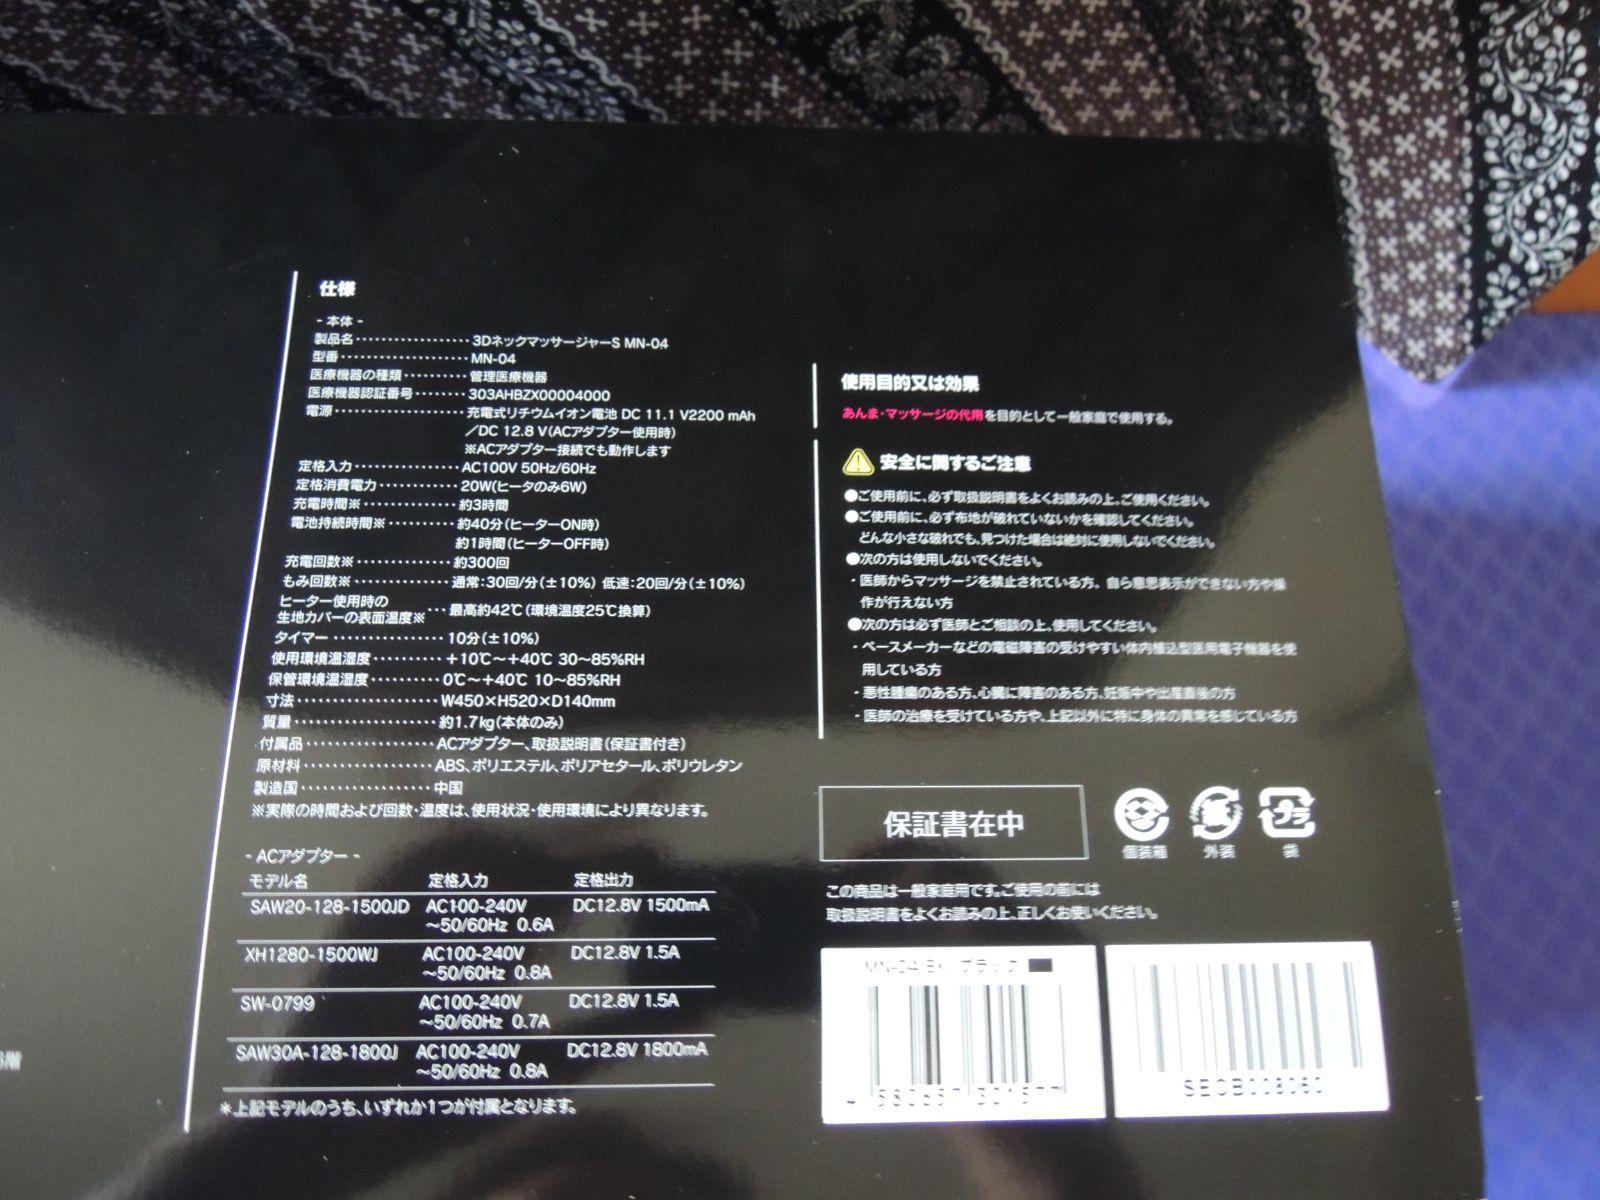 仕様
- 本体 -
製品名・・・・・・・・・・・・・・・・・・3DネックマッサージャーS MN-04
型番・・・・・・・・・・・・・・・・・・・・MN-04
医療機器の種類・・・・・・・・・・管理医療機器
医療機器認証番号・・・・・・・・303AHBZX00004000
電源・・・・・・・・・・・・・・・・・・・・充電式リチウムイオン電池 DC 11.1 V2200 mAh
／DC 12.8 V(ACアダプター使用時)
※ACアダプター接続でも動作します
定格入力・・・・・・・・・・・・・・・・AC100V 50Hz/60Hz
定格消費電力・・・・・・・・・・・・20W(ヒータのみ6W)
充電時間※・・・・・・・・・・・・・・・約3時間
電池持続時間※・・・・・・・・・・約40分(ヒーターON時)
約1時間(ヒーターOFF時)
充電回数※・・・・・・・・・・・・・・約300回
もみ回数※・・・・・・・・・・・・・・通常:30回/分(±10%) 低速:20回/分(±10%)
ヒーター使用時の
生地カバーの表面温度※・・・最高約42℃(環境温度25℃換算)
タイマー・・・・・・・・・・・・・・・・10分(±10%)
使用環境温湿度・・・・・・・・・・＋10℃～＋40℃ 30～85%RH
保管環境温湿度・・・・・・・・・・0℃～＋40℃ 10～85%RH
寸法・・・・・・・・・・・・・・・・・・・・W450×H520×D140mm
質量・・・・・・・・・・・・・・・・・・・・約1.7kg(本体のみ)
付属品・・・・・・・・・・・・・・・・・・ACアダプター、取扱説明書(保証書付き)
原材料・・・・・・・・・・・・・・・・・・ABS、ポリエステル、ポリアセタール、ポリウレタン
製造国・・・・・・・・・・・・・・・・・・中国
※実際の時間および回数・温度は、使用状況・使用環境により異なります。
- ACアダプター -
モデル名 定格入力 定格出力
SAW20-128-1500JD AC100-240V DC12.8V 1500mA
～50/60Hz 0.6A
XH1280-1500WJ AC100-240V DC12.8V 1.5A
～50/60Hz 0.8A
SW-0799 AC100-240V DC12.8V 1.5A
～50/60Hz 0.7A
SAW30A-128-1800J AC100-240V DC12.8V 1800mA
～50/60Hz 0.8A
＊上記モデルのうち、いずれか1つが付属となります。
使用目的又は効果
あんま・マッサージの代用を目的として一般家庭で使用する。
安全に関するご注意
●ご使用前に、必ず取扱説明書をよくお読みの上、ご使用ください。
●ご使用前に、必ず布地が破れていないかを確認してください。
どんな小さな破れでも、見つけた場合は絶対に使用しないでください。
●次の方は使用しないでください。
・医師からマッサージを禁止されている方、自ら意思表示ができない方や操
作が行えない方
●次の方は必ず医師とご相談の上、使用してください。
・ペースメーカーなどの電磁障害の受けやすい体内植込型医用電子機器を使
用している方
・悪性腫瘍のある方、心臓に障害のある方、妊娠中や出産直後の方
・医師の治療を受けている方や、上記以外に特に身体の異常を感じている方
保証書在中
個装箱 外装 袋
紙 プラ
この商品は一般家庭用です。ご使用の前には
取扱説明書をよくお読みの上、正しくお使いください。
MN-04 BK ブラック
4 580657 301577
SEOB008060